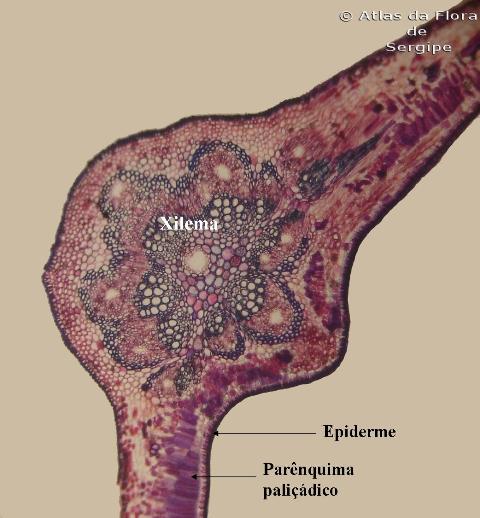 © Atlas da Flora
de
Sergipe
Xilema
Epiderme
Parênquima
paliçádico